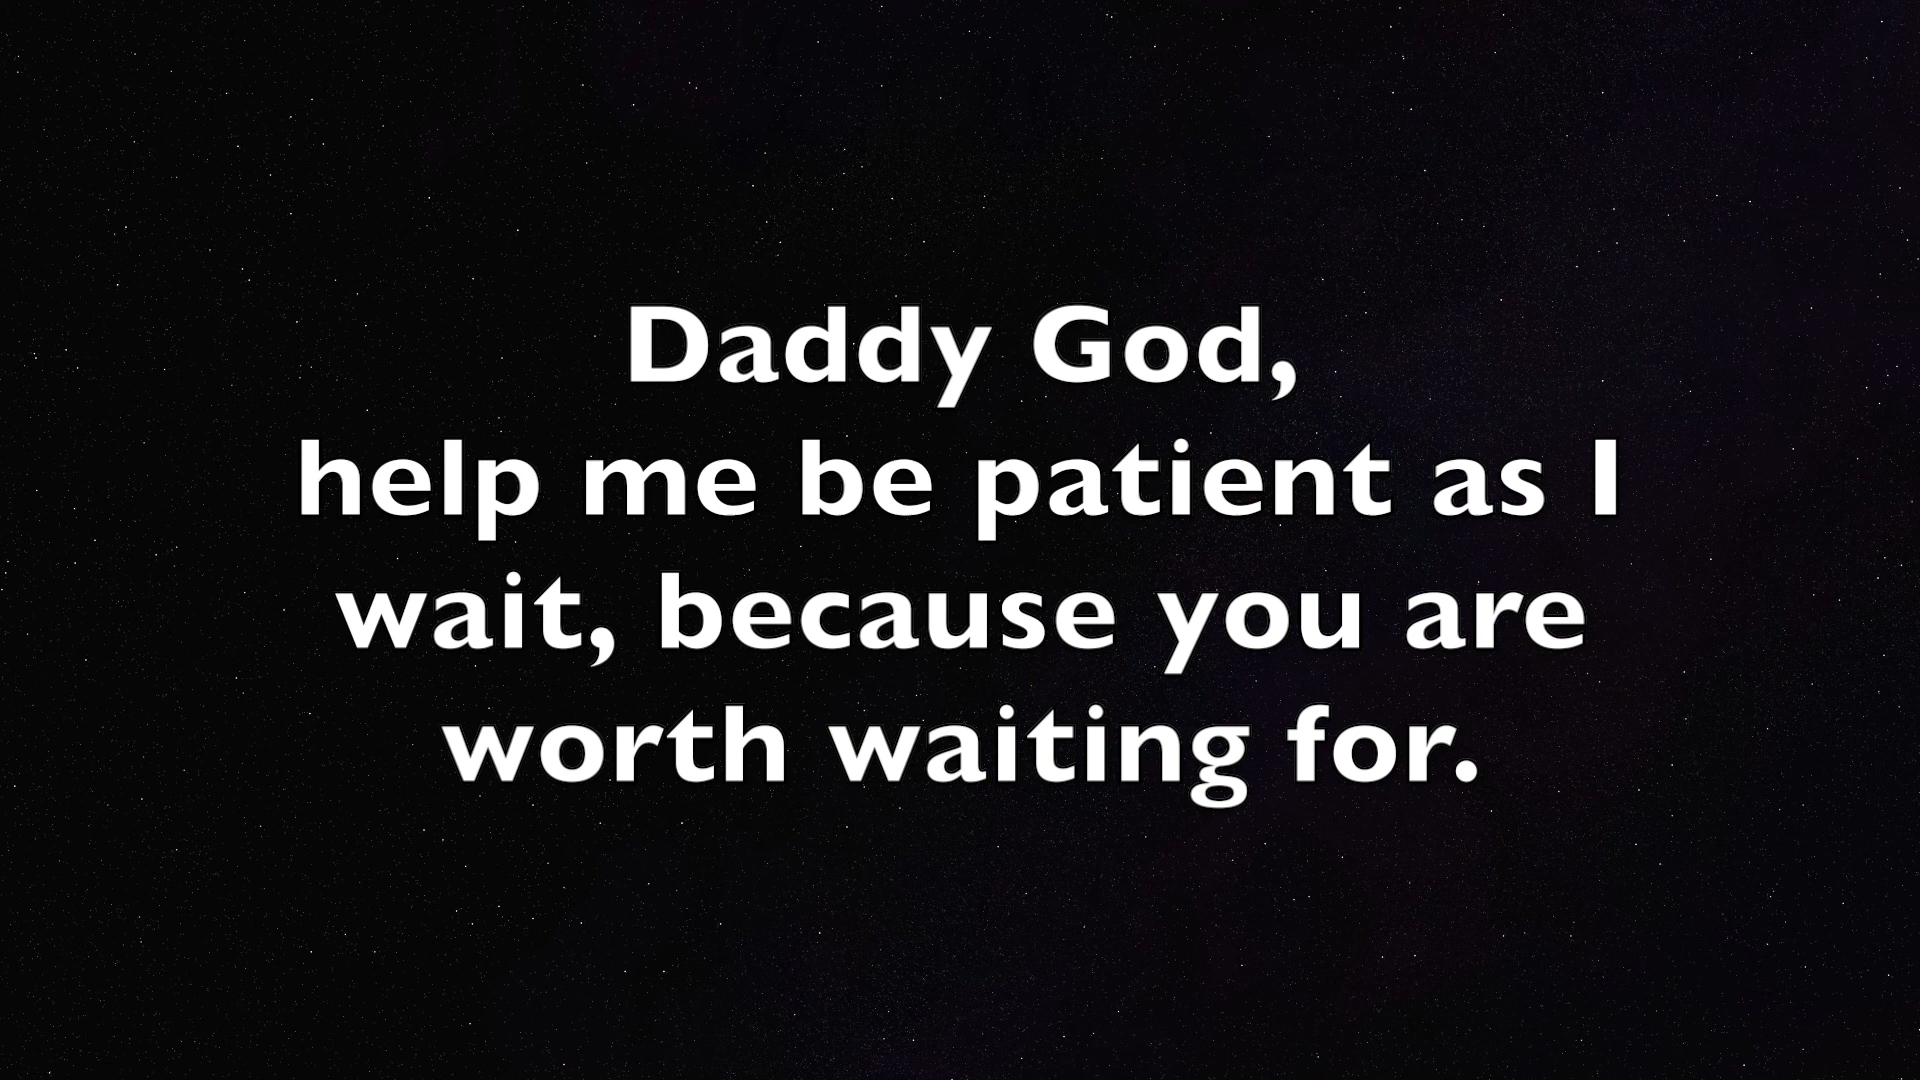 Daddy God,
help me be patient as I
wait, because you are
worth waiting for.